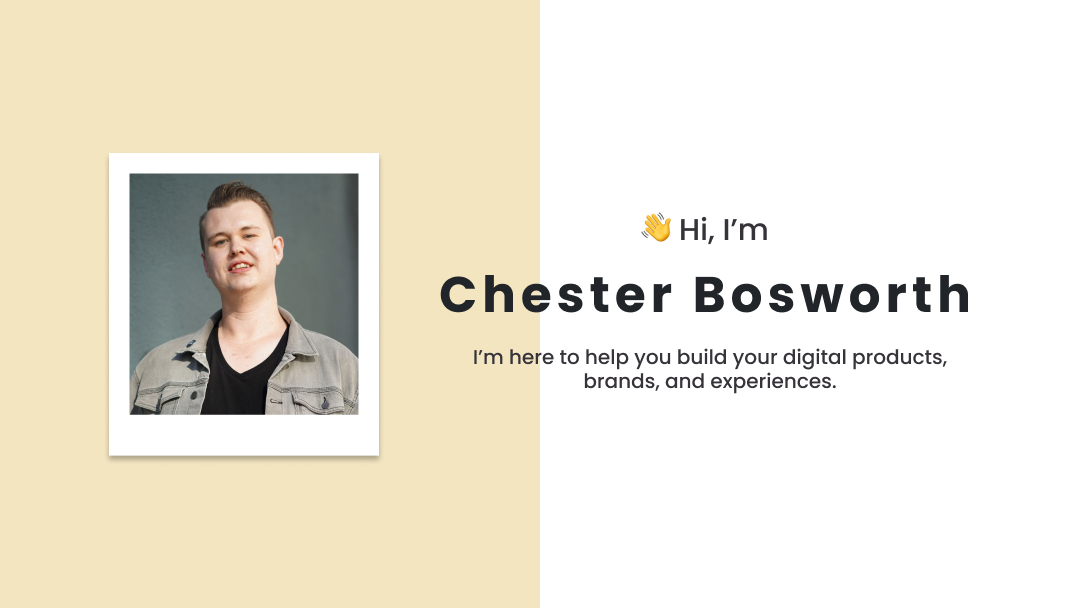 👋 Hi, I’m
Chester Bosworth
I’m here to help you build your digital products,
brands, and experiences.